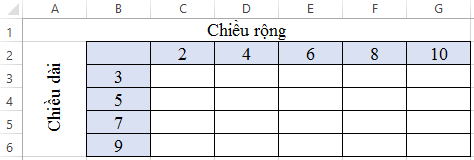 A B C D E F G
1 Chiều rộng
2 2 4 6 8 10
3 Chiều dài 3
4 5
5 7
6 9